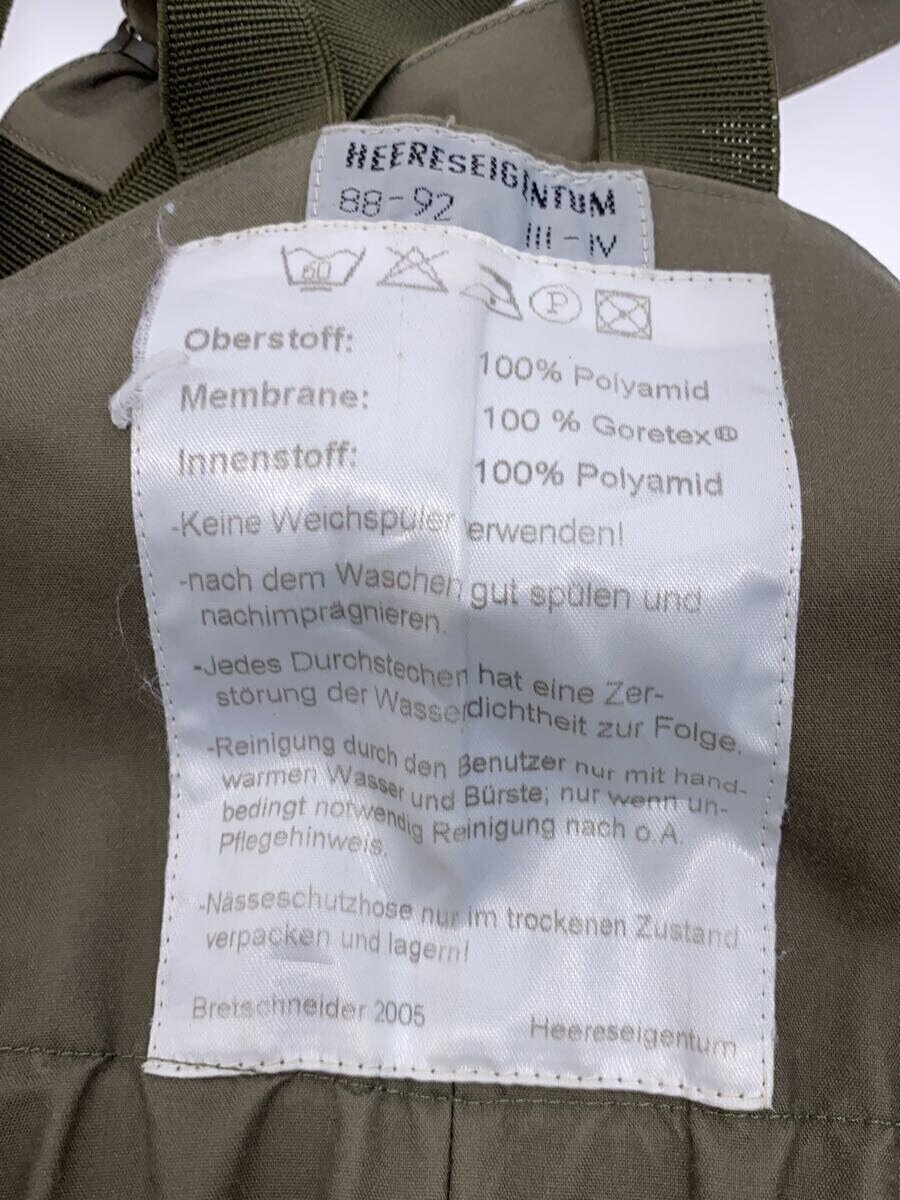 HEERESEIGENTUM
88-92
III-IV
60
P
Oberstoff: 100% Polyamid
Membrane: 100 % Goretex®
Innenstoff: 100% Polyamid
-Keine Weichspüler verwenden!
-nach dem Waschen gut spülen und
nachimprägnieren.
-Jedes Durchstechen hat eine Zer-
störung der Wasserdichtheit zur Folge.
-Reinigung durch den Benutzer nur mit hand-
warmen Wasser und Bürste; nur wenn un-
bedingt notwendig Reinigung nach o.A.
Pflegehinweis.
-Nässeschutzhose nur im trockenen Zustand
verpacken und lagern!
Bretschneider 2005 Heereseigentum